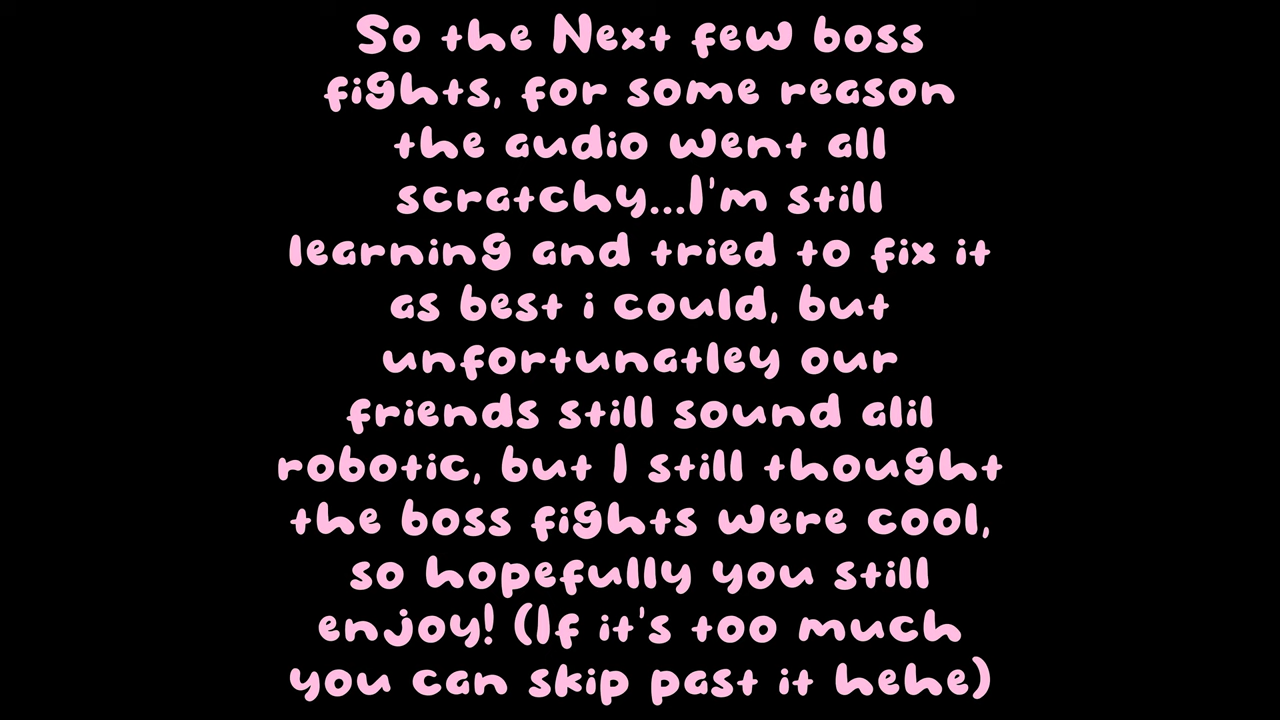 So the Next few boss
fights, for some reason
the audio went all
scratchy...I'm still
learning and tried to fix it
as best i could, but
unfortunatley our
friends still sound alil
robotic, but I still thought
the boss fights were cool,
so hopefully you still
enjoy! (If it's too much
you can skip past it hehe)